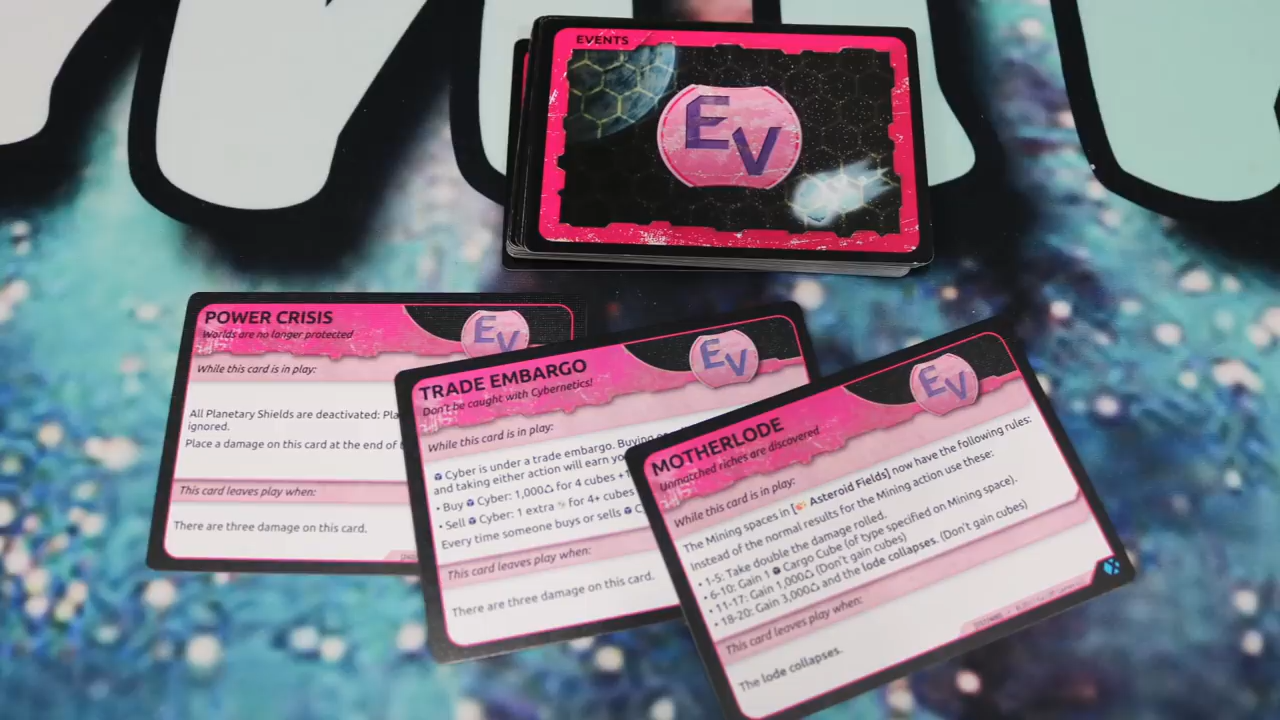 EVENTS
EV
POWER CRISIS
Worlds are no longer protected
EV
While this card is in play:
All Planetary Shields are deactivated:
ignored.
Place a damage on this card at the end of
This card leaves play when:
There are three damage on this card.
TRADE EMBARGO
Don't be caught with Cybernetics!
EV
While this card is in play:
Cyber is under a trade embargo. Buying
and taking either action will earn
• Buy Cyber: 1,000 for 4 cubes
• Sell Cyber: 1 extra for 4+ cubes
Every time someone buys or sells
This card leaves play when:
There are three damage on this card.
MOTHERLODE
Unmatched riches are discovered
EV
While this card is in play:
The Mining spaces in [Asteroid Fields] now have the following rules:
Instead of the normal results for the Mining action use these:
• 1-5: Take double the damage rolled.
• 6-10: Gain 1 Cargo Cube (of type specified on Mining space).
• 11-17: Gain 1,000 (Don't gain cubes)
• 18-20: Gain 3,000 and the lode collapses. (Don't gain cubes)
This card leaves play when:
The lode collapses.